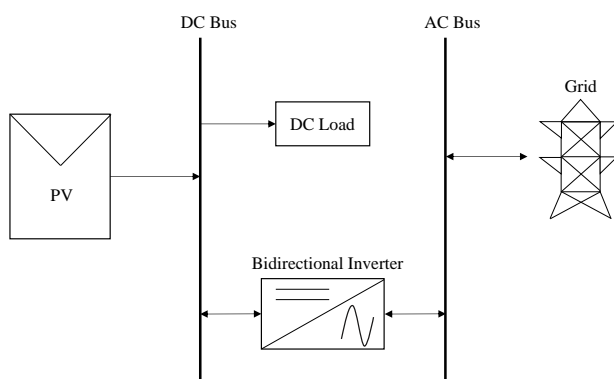 DC Bus
AC Bus
Grid
DC Load
PV
Bidirectional Inverter